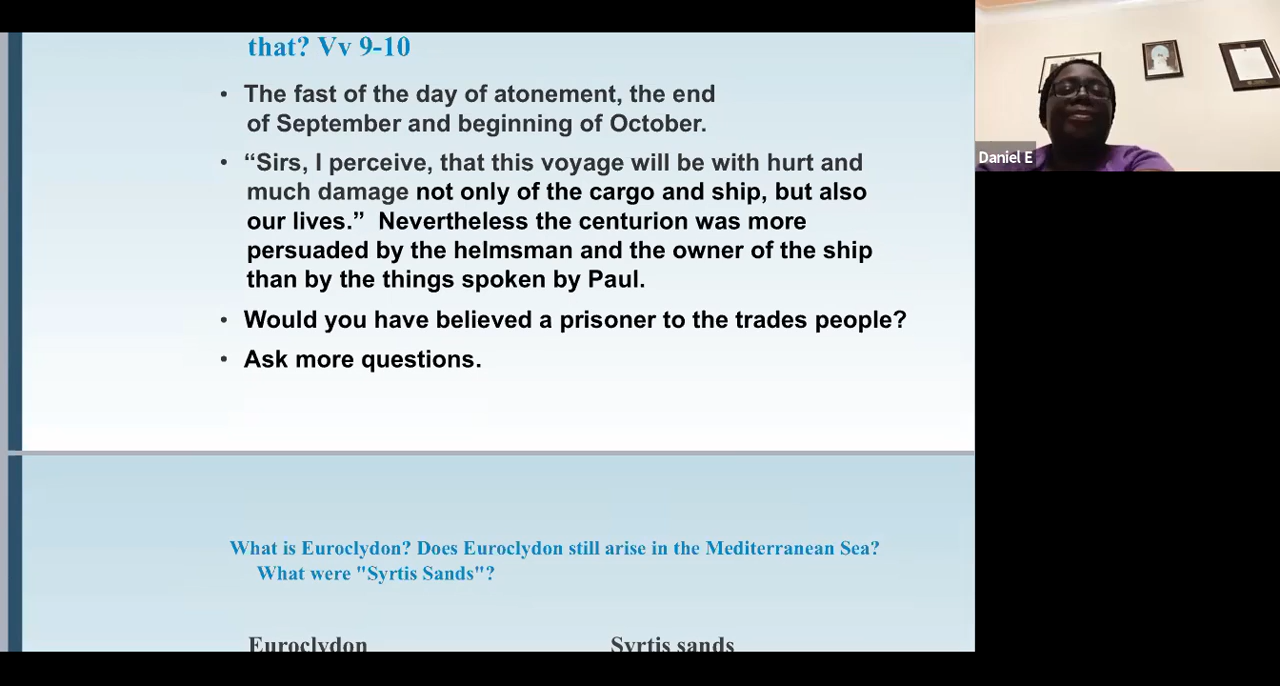 that? Vv 9-10
• The fast of the day of atonement, the end
of September and beginning of October.
• “Sirs, I perceive, that this voyage will be with hurt and
much damage not only of the cargo and ship, but also
our lives.” Nevertheless the centurion was more
persuaded by the helmsman and the owner of the ship
than by the things spoken by Paul.
• Would you have believed a prisoner to the trades people?
• Ask more questions.
What is Euroclydon? Does Euroclydon still arise in the Mediterranean Sea?
What were "Syrtis Sands"?
Euroclydon
Syrtis sands
Daniel E